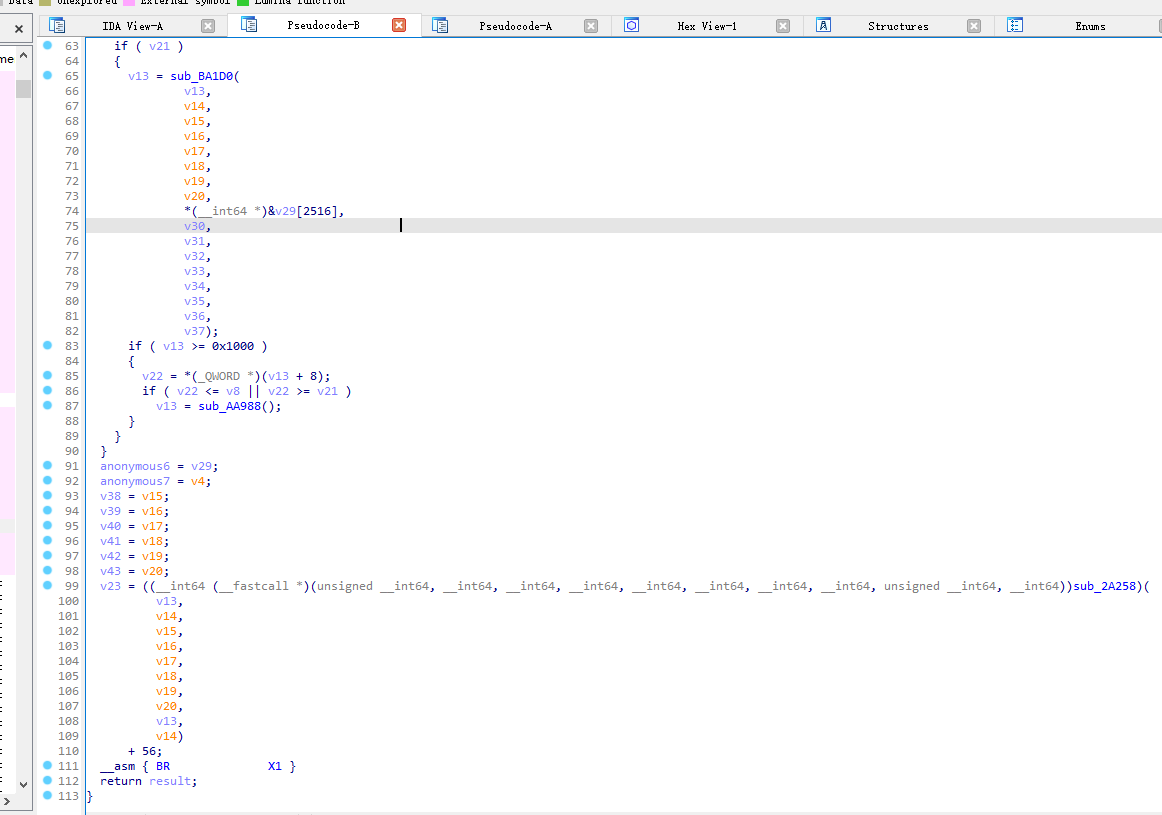 Data Unexplored External symbol Lumina function
IDA View-A Pseudocode-B Pseudocode-A Hex View-1 Structures Enums
me
63 if ( v21 )
64 {
65 v13 = sub_BA1D0(
66 v13,
67 v14,
68 v15,
69 v16,
70 v17,
71 v18,
72 v19,
73 v20,
74 *(__int64 *)&v29[2516],
75 v30,
76 v31,
77 v32,
78 v33,
79 v34,
80 v35,
81 v36,
82 v37);
83 if ( v13 >= 0x1000 )
84 {
85 v22 = *(_QWORD *)(v13 + 8);
86 if ( v22 <= v8 || v22 >= v21 )
87 v13 = sub_AA988();
88 }
89 }
90 }
91 anonymous6 = v29;
92 anonymous7 = v4;
93 v38 = v15;
94 v39 = v16;
95 v40 = v17;
96 v41 = v18;
97 v42 = v19;
98 v43 = v20;
99 v23 = ((__int64 (__fastcall *)(unsigned __int64, __int64, __int64, __int64, __int64, __int64, __int64, __int64, unsigned __int64, __int64))sub_2A258)(
100 v13,
101 v14,
102 v15,
103 v16,
104 v17,
105 v18,
106 v19,
107 v20,
108 v13,
109 v14)
110 + 56;
111 __asm { BR X1 }
112 return result;
113 }